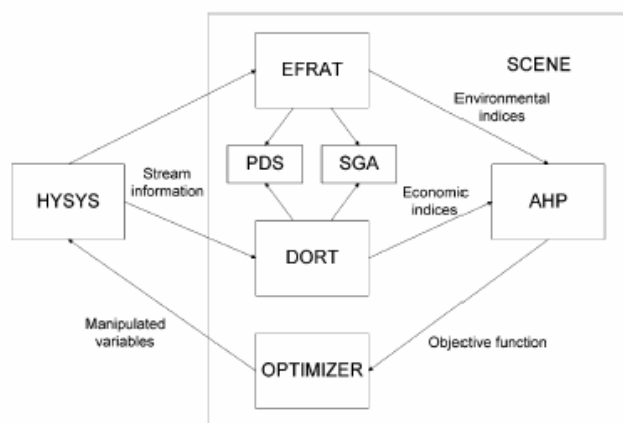 EFRAT
SCENE
Environmental
indices
PDS
SGA
Stream
information
HYSYS
Economic
indices
AHP
DORT
Manipulated
variables
Objective function
OPTIMIZER